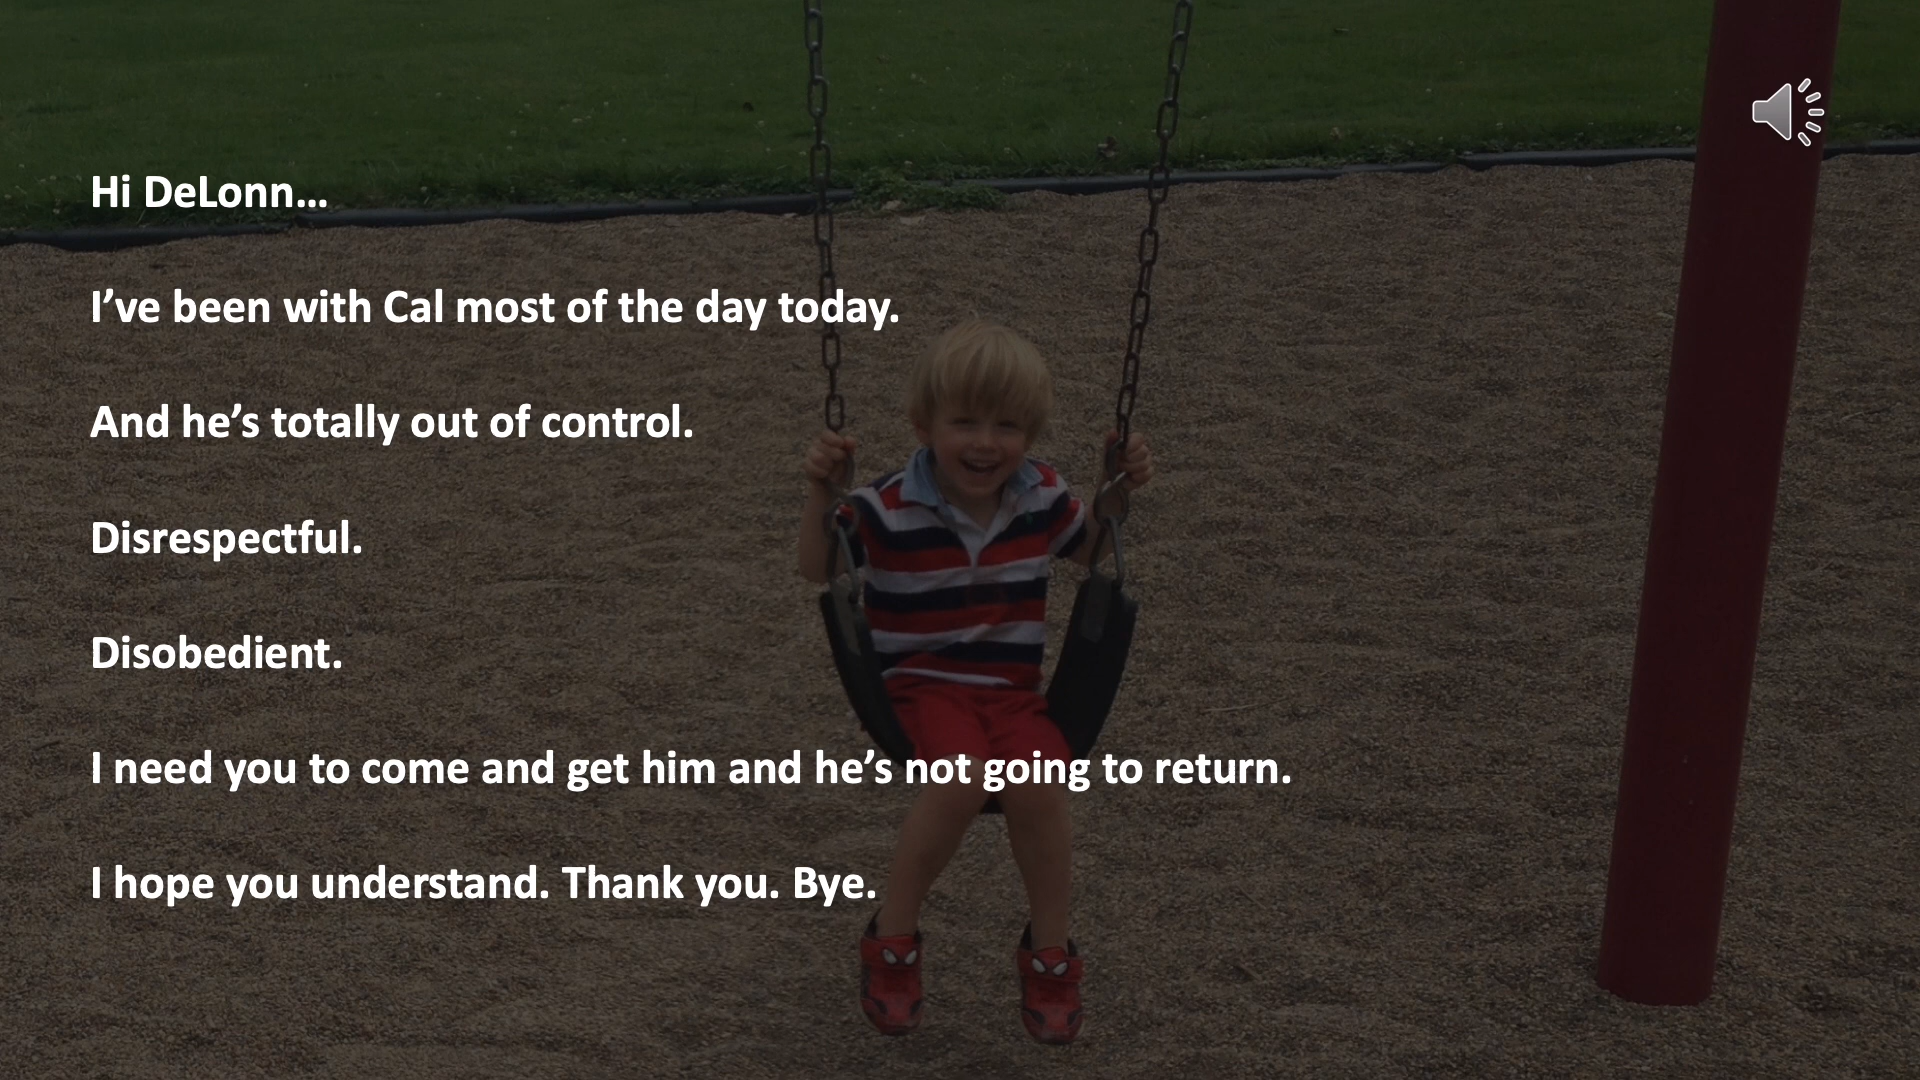 Hi DeLonn…
I’ve been with Cal most of the day today.
And he’s totally out of control.
Disrespectful.
Disobedient.
I need you to come and get him and he’s not going to return.
I hope you understand. Thank you. Bye.